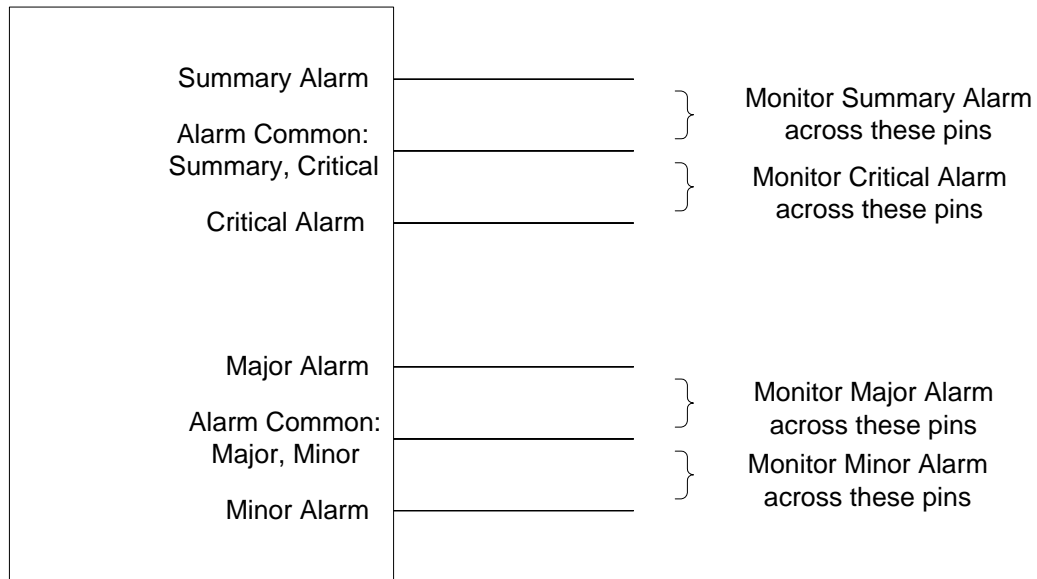 Summary Alarm
Monitor Summary Alarm
across these pins
Alarm Common:
Summary, Critical
Monitor Critical Alarm
across these pins
Critical Alarm
Major Alarm
Monitor Major Alarm
across these pins
Alarm Common:
Major, Minor
Monitor Minor Alarm
across these pins
Minor Alarm